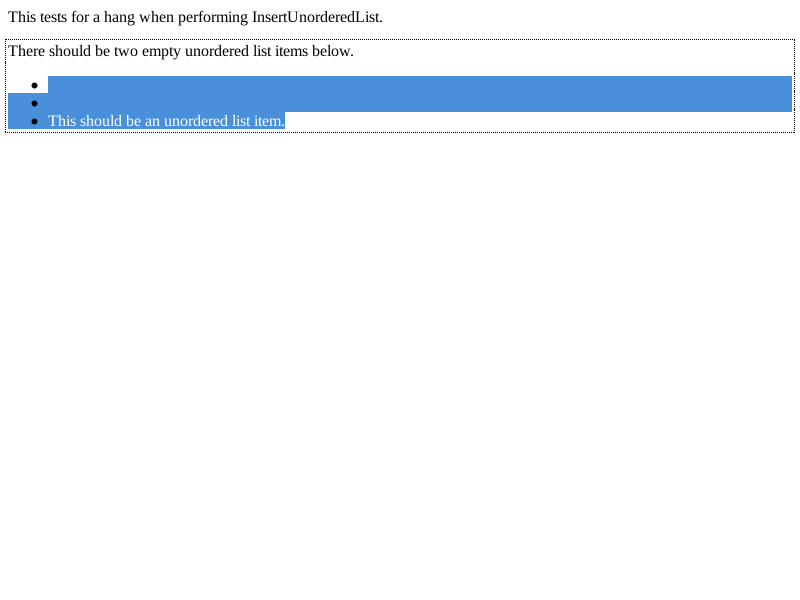 This tests for a hang when performing InsertUnorderedList.
There should be two empty unordered list items below.
This should be an unordered list item.